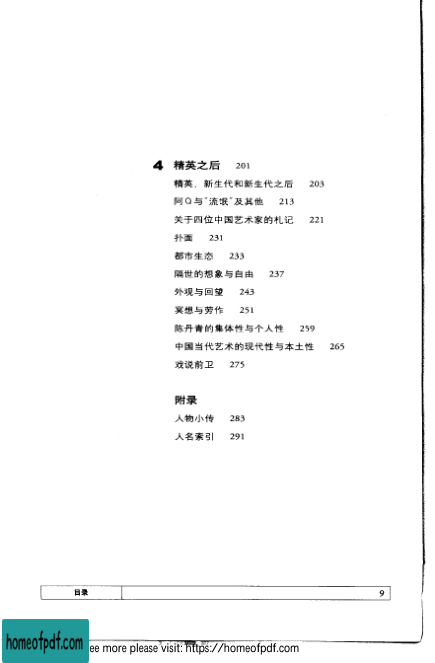 4 精英之后 201
精英、新生代和新生代之后 203
阿Q与“流氓”及其他 213
关于四位中国艺术家的札记 221
扑面 231
都市生态 233
隔世的想象与自由 237
外观与回望 243
冥想与劳作 251
陈丹青的集体性与个人性 259
中国当代艺术的现代性与本土性 265
戏说前卫 275
附录
人物小传 283
人名索引 291
目录 9
homeofpdf.com
ee more please visit: https://homeofpdf.com